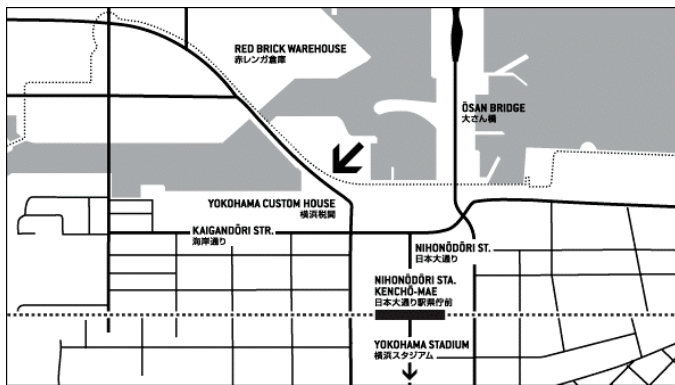 RED BRICK WAREHOUSE
赤レンガ倉庫
ŌSAN BRIDGE
大さん橋
YOKOHAMA CUSTOM HOUSE
横浜税関
KAIGANDŌRI STR.
海岸通り
NIHONŌDŌRI ST.
日本大通り
NIHONŌDŌRI STA.
KENCHŌ-MAE
日本大通り駅県庁前
YOKOHAMA STADIUM
横浜スタジアム